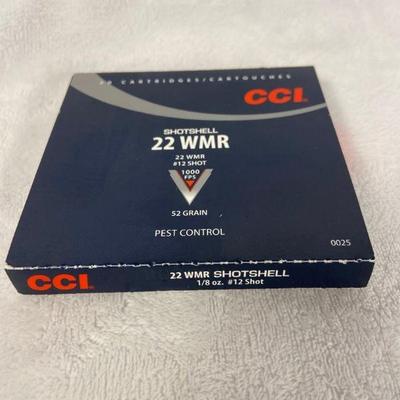 20 CARTRIDGES/CARTOUCHES
CCI
SHOTSHELL
22 WMR
22 WMR
#12 SHOT
1000
FPS
52 GRAIN
PEST CONTROL
0025
CCI
22 WMR SHOTSHELL
1/8 oz. #12 Shot